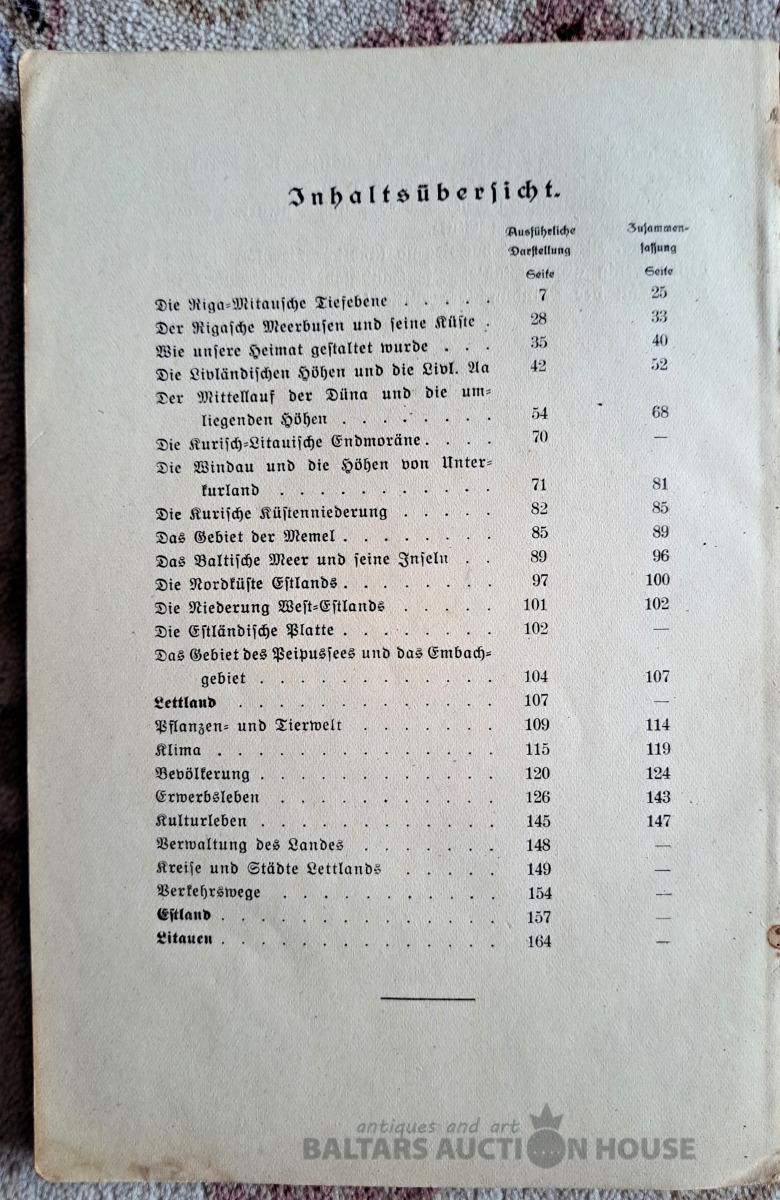 Inhaltsübersicht.
Ausführliche Zusammen-
Darstellung fassung
Seite Seite
Die Riga-Mitausche Tiefebene . . . . . 7 25
Der Rigasche Meerbusen und seine Küste . 28 33
Wie unsere Heimat gestaltet wurde . . . 35 40
Die Livländischen Höhen und die Livl. Aa 42 52
Der Mittellauf der Düna und die um-
liegenden Höhen . . . . . . . . 54 68
Die Kurisch-Litauische Endmoräne . . . . 70 —
Die Windau und die Höhen von Unter-
kurland . . . . . . . . . . . 71 81
Die Kurische Küstenniederung . . . . . 82 85
Das Gebiet der Memel . . . . . . . . 85 89
Das Baltische Meer und seine Inseln . . 89 96
Die Nordküste Estlands . . . . . . . . 97 100
Die Niederung West-Estlands . . . . . 101 102
Die Estländische Platte . . . . . . . . 102 —
Das Gebiet des Peipussees und das Embach-
gebiet . . . . . . . . . . . . 104 107
Lettland . . . . . . . . . . . . . 107 —
Pflanzen- und Tierwelt . . . . . . . 109 114
Klima . . . . . . . . . . . . . . 115 119
Bevölkerung . . . . . . . . . . . . 120 124
Erwerbsleben . . . . . . . . . . . 126 143
Kulturleben . . . . . . . . . . . . 145 147
Verwaltung des Landes . . . . . . . 148 —
Kreise und Städte Lettlands . . . . . 149 —
Verkehrswege . . . . . . . . . . . 154 —
Estland . . . . . . . . . . . . . . 157 —
Litauen . . . . . . . . . . . . . . 164 —
antiques and art
BALTARS AUCTION HOUSE